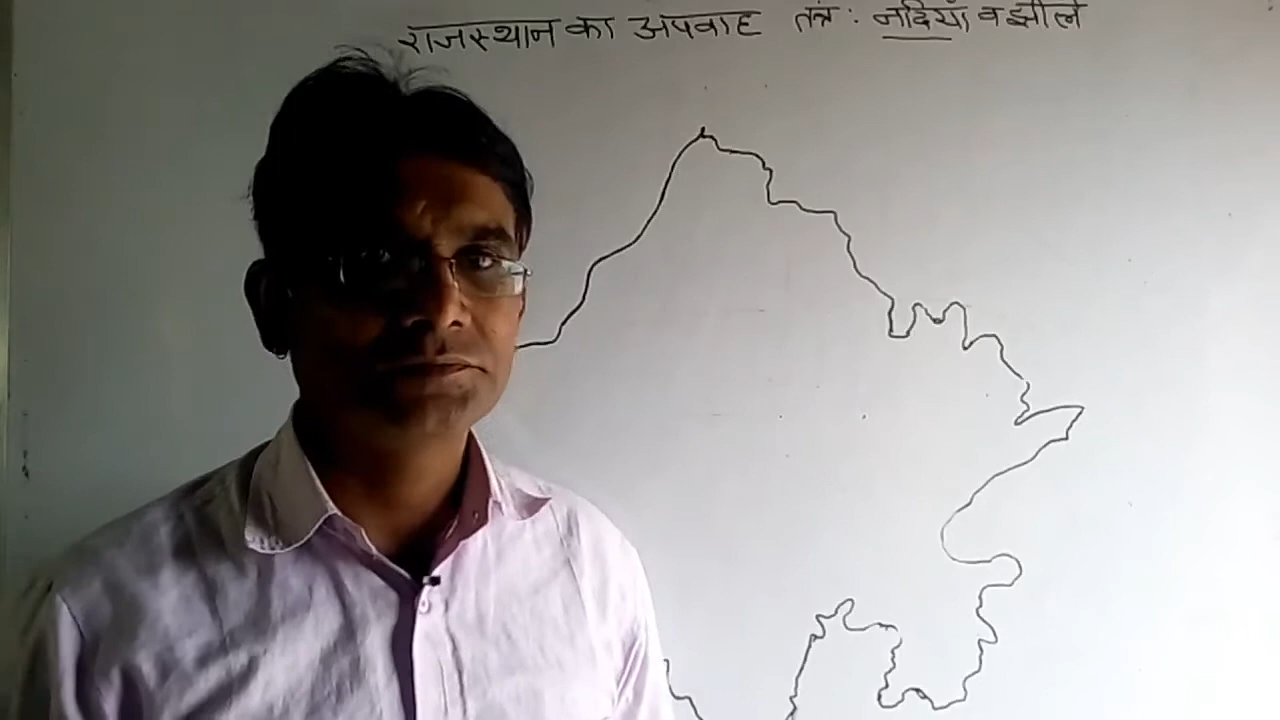 राजस्थान का अपवाह तंत्र : नदियाँ व झीलें